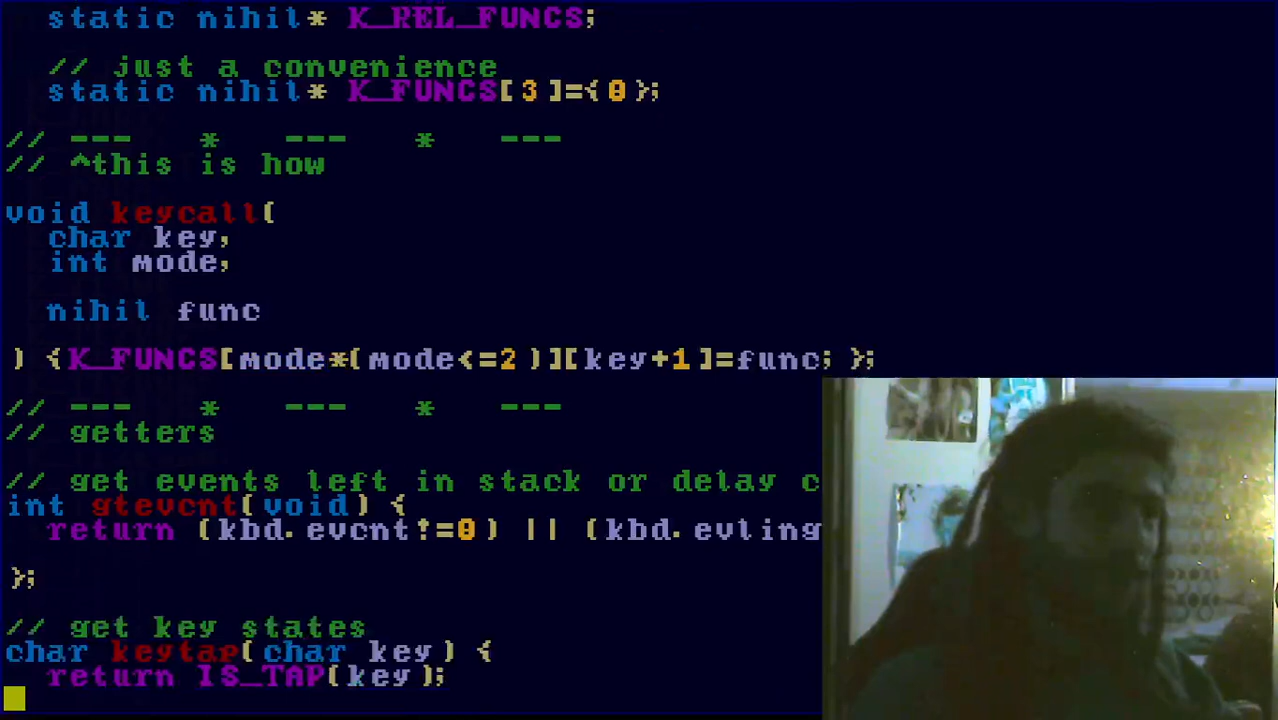 static nihil* K_REL_FUNCS;
// just a convenience
static nihil* K_FUNCS[3]={0};
// --- * --- * ---
// ^this is how
void keycall(
char key,
int mode,
nihil func
) {K_FUNCS[mode*(mode<=2)][key+1]=func; };
// --- * --- * ---
// getters
// get events left in stack or delay c
int gtevcnt(void) {
return (kbd.evcnt!=0) || (kbd.evling
};
// get key states
char keytap(char key) {
return IS_TAP(key);